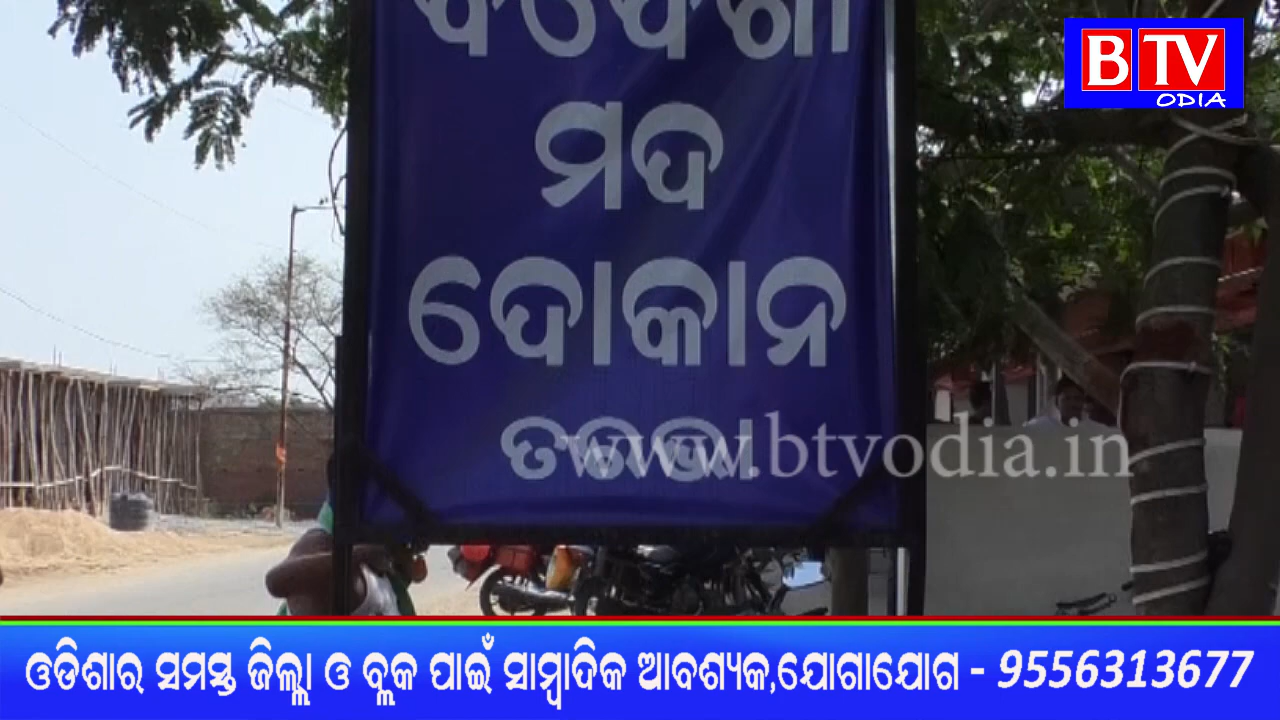 BTV
ODIA
ମଦ
ଦୋକାନ
www.btvodia.in
ଓଡିଶାର ସମସ୍ତ ଜିଲ୍ଲା ଓ ବ୍ଲକ ପାଇଁ ସାମ୍ବାଦିକ ଆବଶ୍ୟକ,ଯୋଗାଯୋଗ - 9556313677